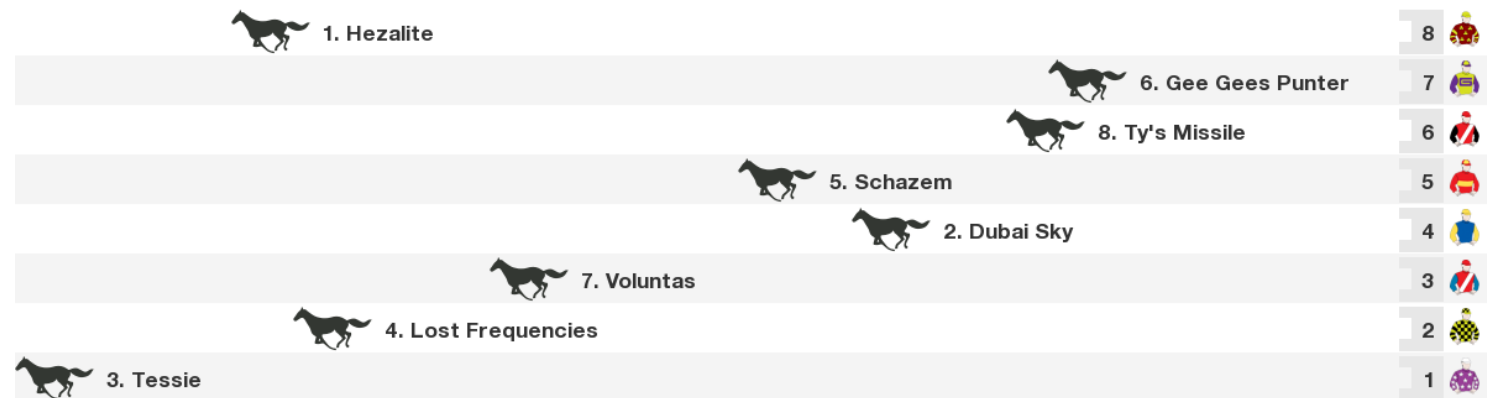 1. Hezalite 8
6. Gee Gees Punter 7
8. Ty's Missile 6
5. Schazem 5
2. Dubai Sky 4
7. Voluntas 3
4. Lost Frequencies 2
3. Tessie 1